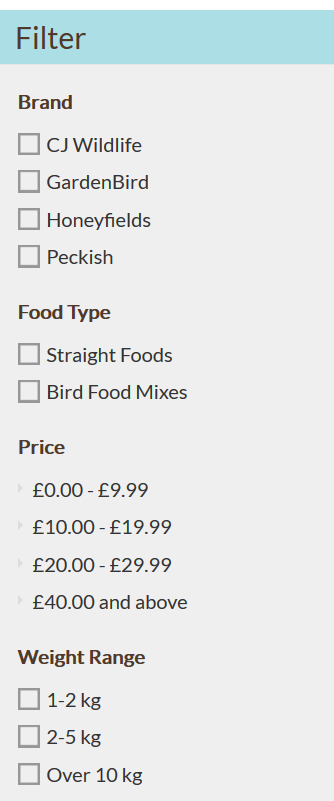 Filter
Brand
CJ Wildlife
GardenBird
Honeyfields
Peckish
Food Type
Straight Foods
Bird Food Mixes
Price
£0.00 - £9.99
£10.00 - £19.99
£20.00 - £29.99
£40.00 and above
Weight Range
1-2 kg
2-5 kg
Over 10 kg